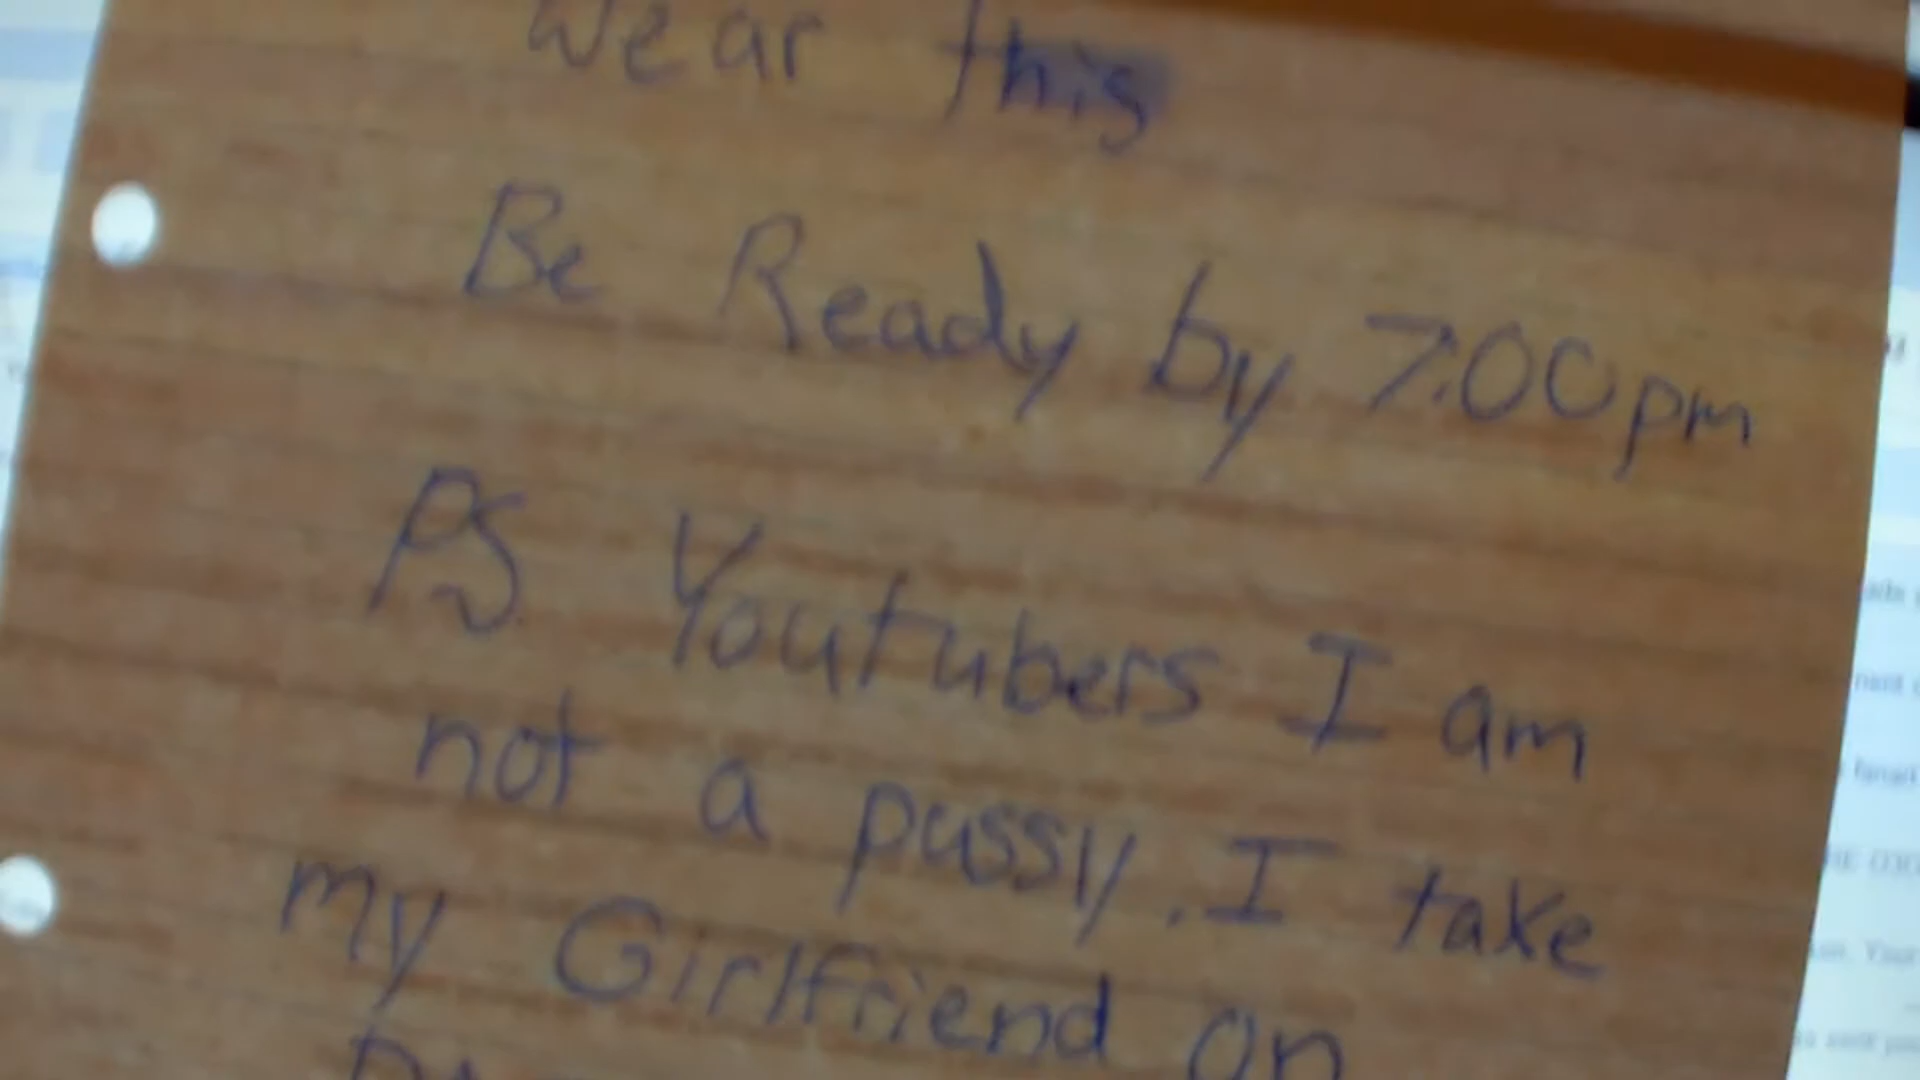 Wear this
Be Ready by 7:00pm
PS Youtubers I am
not a pussy. I take
my Girlfriend on